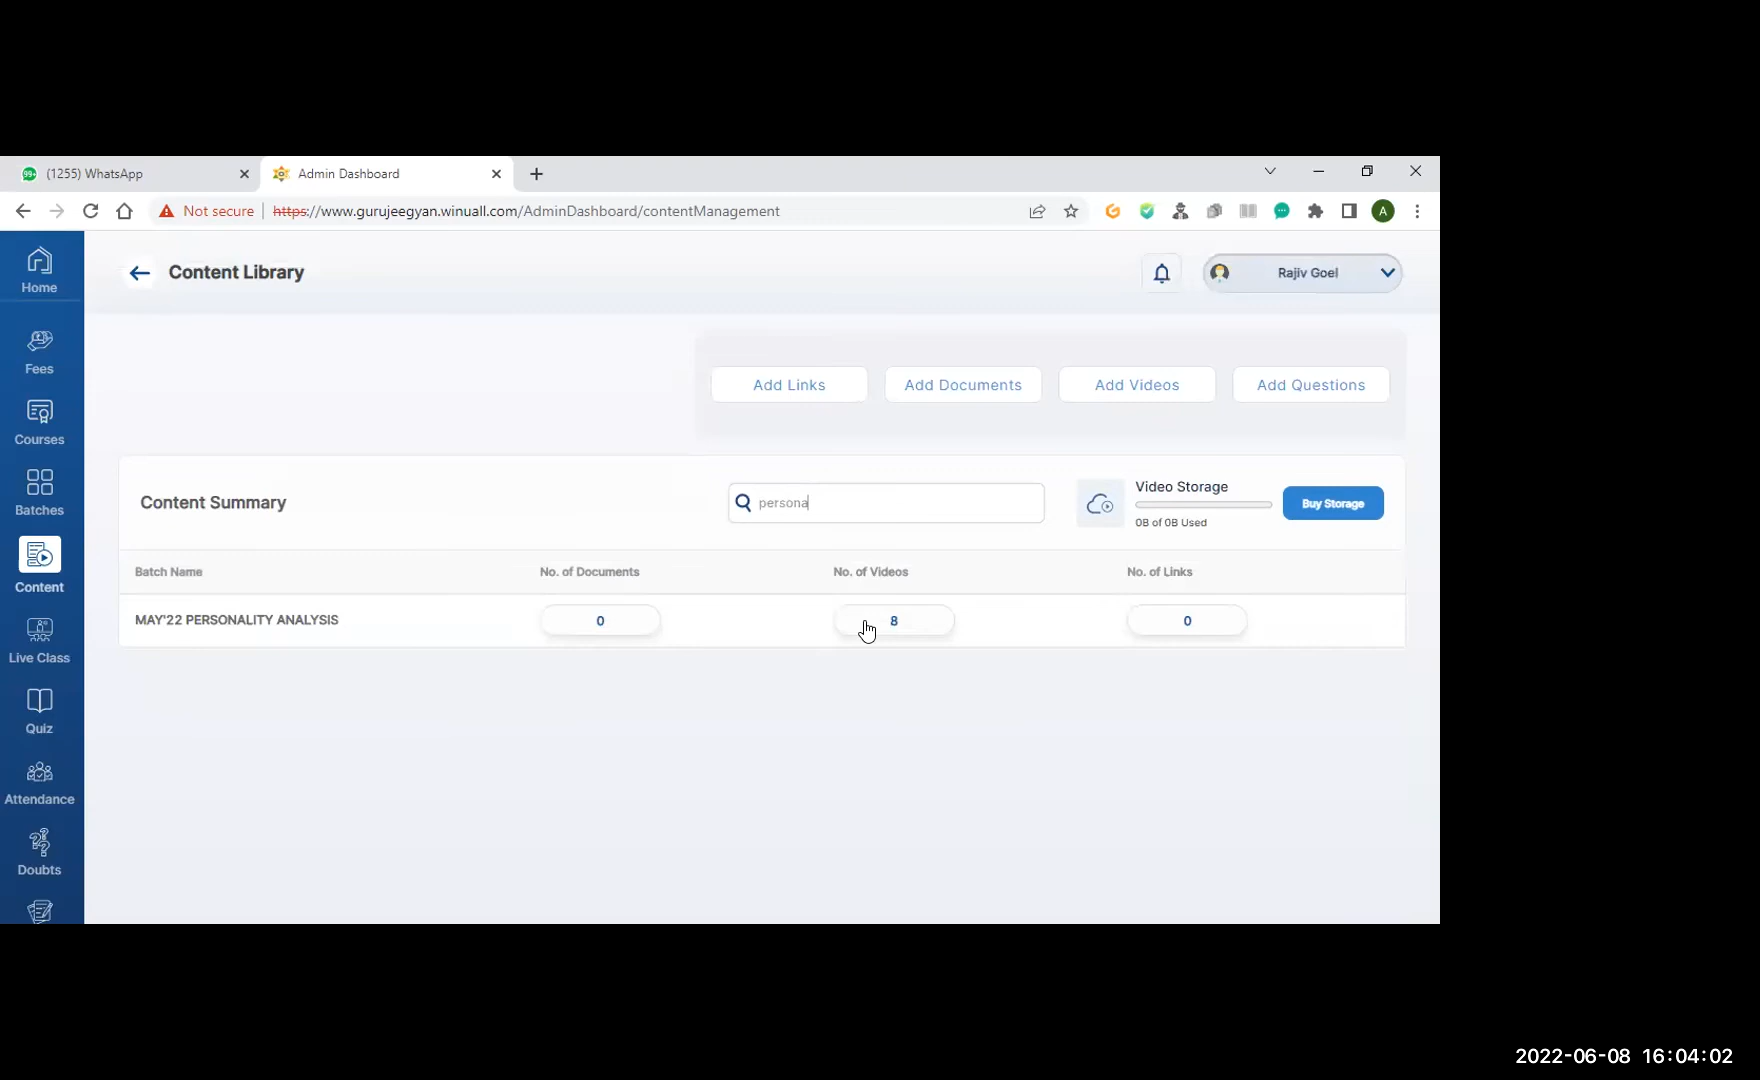 99+ (1255) WhatsApp
Admin Dashboard
Not secure https://www.gurujeegyan.winuall.com/AdminDashboard/contentManagement
A
Home
Content Library
Rajiv Goel
Fees
Add Links
Add Documents
Add Videos
Add Questions
Courses
Batches
Content Summary
persona
Video Storage
0B of 0B Used
Buy Storage
Content
Batch Name
No. of Documents
No. of Videos
No. of Links
MAY'22 PERSONALITY ANALYSIS
0
8
0
Live Class
Quiz
Attendance
Doubts
2022-06-08 16:04:02